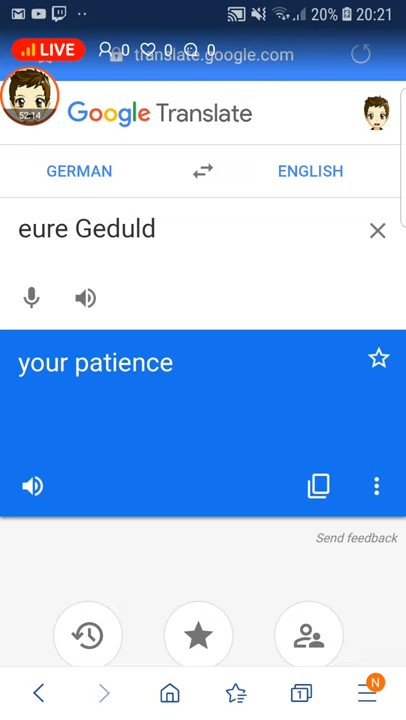 20% 20:21
LIVE 0 0 0
translate.google.com
52:14
Google Translate
GERMAN ENGLISH
eure Geduld
your patience
Send feedback
1
N